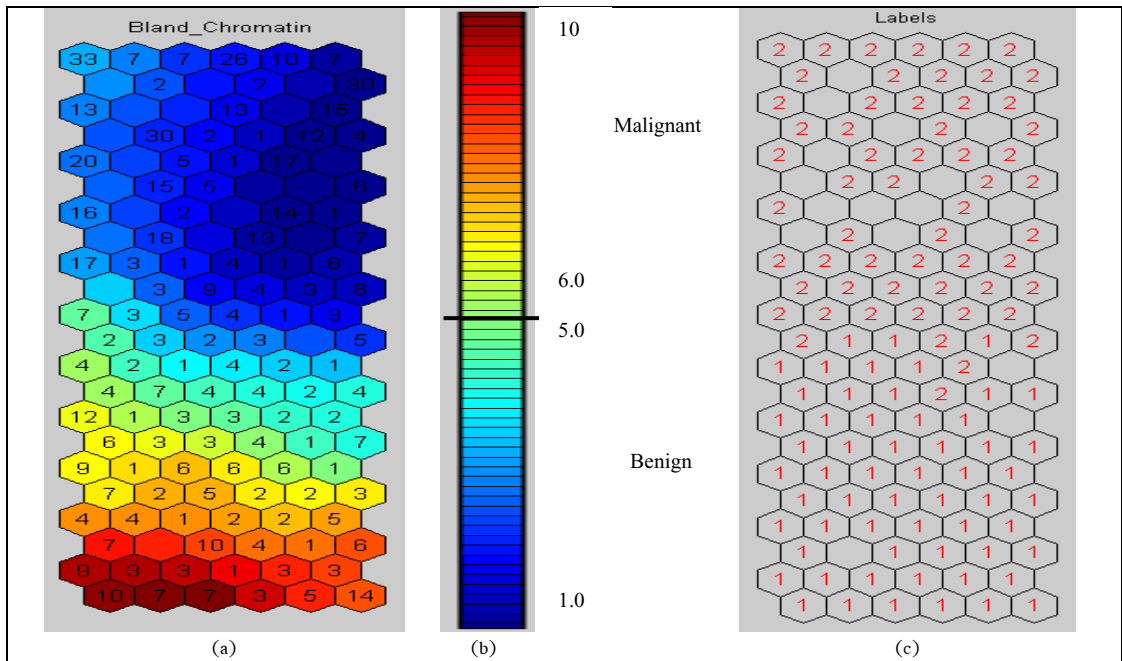 Bland_Chromatin
33 7 7 26 10 7
2 2 30
13 13 15
30 2 1 12 4
20 5 1 17
15 5 6
16 2 14 1
18 13 7
17 3 1 4 1 6
3 9 4 3 6
7 3 5 4 1 3
2 3 2 3 5
4 2 1 4 2 1
4 7 4 4 2 4
12 1 3 3 2 2
6 3 3 4 1 7
9 1 6 6 6 1
7 2 5 2 2 3
4 4 1 2 2 5
7 10 4 1 6
9 3 3 1 3 3
10 7 7 3 5 14
(a)
10
6.0
5.0
1.0
(b)
Malignant
Benign
Labels
2 2 2 2 2 2
2 2 2 2 2
2 2 2 2 2
2 2 2 2
2 2 2 2 2
2 2 2 2
2 2
2 2 2
2 2 2 2 2 2
2 2 2 2 2 2
2 2 2 2 2 2
2 1 1 2 1 2
1 1 1 1 2
1 1 1 2 1 1
1 1 1 1 1
1 1 1 1 1 1
1 1 1 1 1 1
1 1 1 1 1 1
1 1 1 1 1 1
1 1 1 1 1
1 1 1 1 1 1
1 1 1 1 1 1
(c)